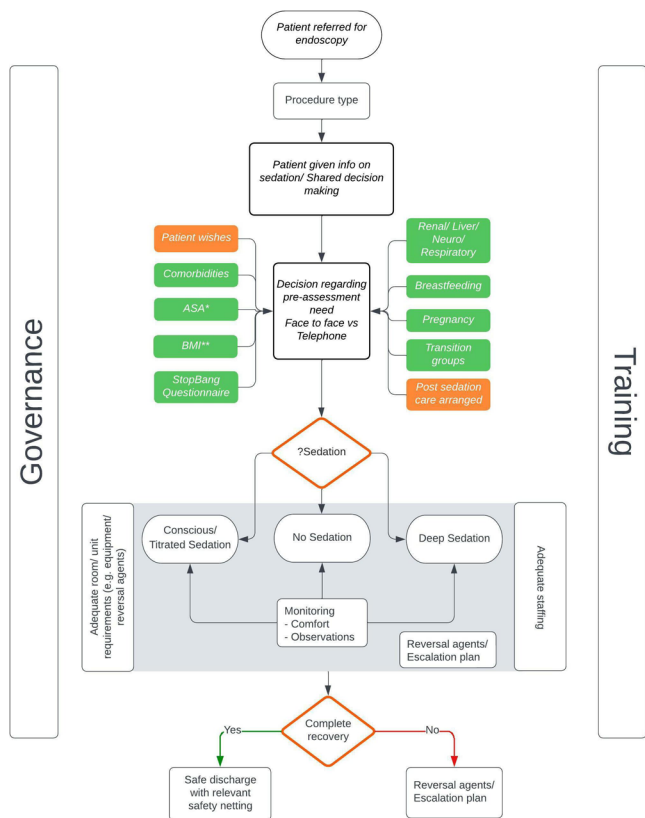 Patient referred for
endoscopy
Procedure type
Patient given info on
sedation/ Shared decision
making
Governance
Training
Patient wishes
Comorbidities
ASA*
BMI**
StopBang
Questionnaire
Decision regarding
pre-assessment
need
Face to face vs
Telephone
Renal/ Liver/
Neuro/
Respiratory
Breastfeeding
Pregnancy
Transition
groups
Post sedation
care arranged
?Sedation
Adequate room/ unit
requirements (e.g. equipment/
reversal agents)
Conscious/
Titrated Sedation
No Sedation
Deep Sedation
Adequate staffing
Monitoring
- Comfort
- Observations
Reversal agents/
Escalation plan
Complete
recovery
Yes
No
Safe discharge
with relevant
safety netting
Reversal agents/
Escalation plan